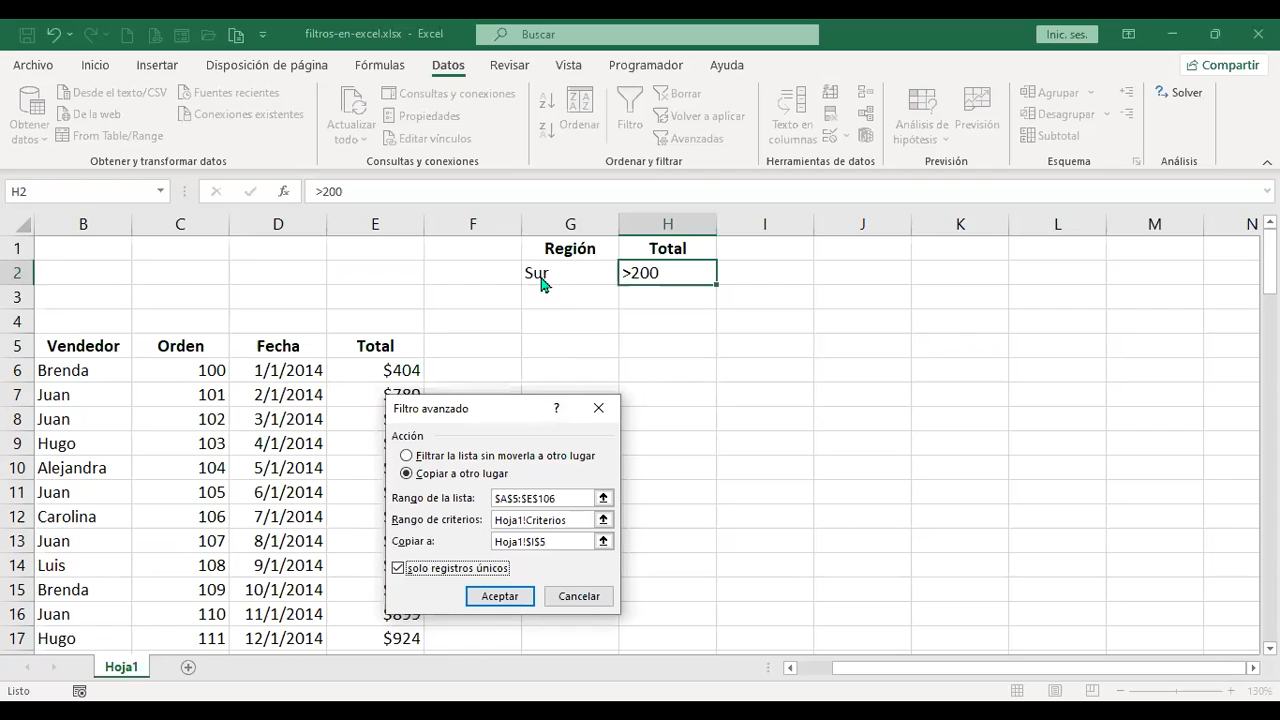 filtros-en-excel.xlsx - Excel
Buscar
Inic. ses.
Archivo Inicio Insertar Disposición de página Fórmulas Datos Revisar Vista Programador Ayuda Compartir
Obtener datos
Desde el texto/CSV
De la web
From Table/Range
Fuentes recientes
Conexiones existentes
Obtener y transformar datos
Actualizar todo
Consultas y conexiones
Propiedades
Editar vínculos
Consultas y conexiones
Ordenar
Filtro
Borrar
Volver a aplicar
Avanzadas
Ordenar y filtrar
Texto en columnas
Herramientas de datos
Análisis de hipótesis
Previsión
Previsión
Agrupar
Desagrupar
Subtotal
Esquema
Solver
Análisis
H2 fx >200
B C D E F G H I J K L M N
1 Región Total
2 Sur >200
3
4
5 Vendedor Orden Fecha Total
6 Brenda 100 1/1/2014 $404
7 Juan 101 2/1/2014
8 Juan 102 3/1/2014
9 Hugo 103 4/1/2014
10 Alejandra 104 5/1/2014
11 Juan 105 6/1/2014
12 Carolina 106 7/1/2014
13 Juan 107 8/1/2014
14 Luis 108 9/1/2014
15 Brenda 109 10/1/2014
16 Juan 110 11/1/2014 $899
17 Hugo 111 12/1/2014 $924
Filtro avanzado ?
Acción
Filtrar la lista sin moverla a otro lugar
Copiar a otro lugar
Rango de la lista: $A$5:$E$106
Rango de criterios: Hoja1!Criterios
Copiar a: Hoja1!$I$5
Solo registros únicos
Aceptar Cancelar
Hoja1
Listo
130%